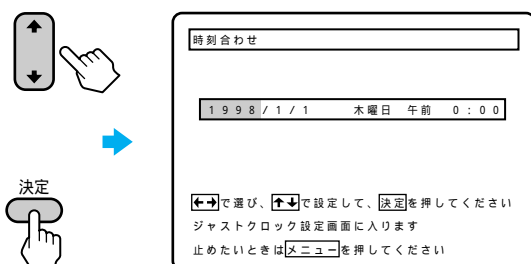 時刻合わせ
1998/1/1 木曜日 午前 0:00
決定
←→で選び、↑↓で設定して、決定を押してください
ジャストクロック設定画面に入ります
止めたいときはメニューを押してください